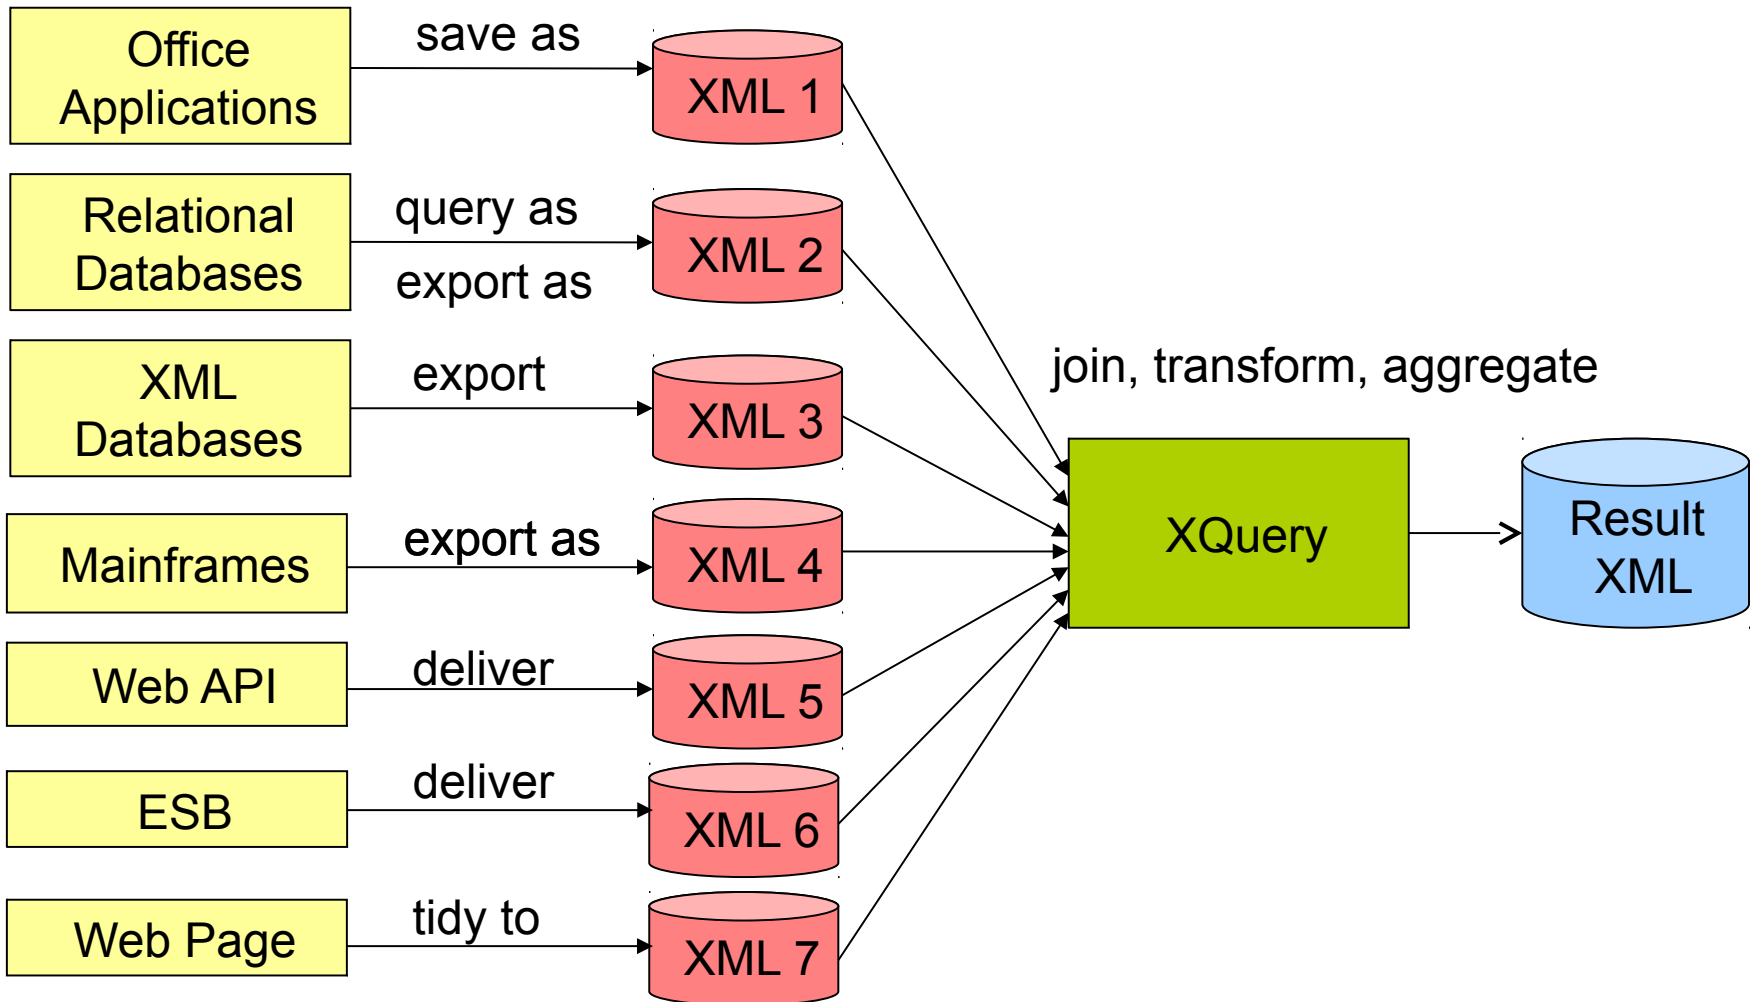 Office
Applications
save as
XML 1
Relational
Databases
query as
export as
XML 2
XML
Databases
export
XML 3
join, transform, aggregate
Mainframes
export as
XML 4
XQuery
Result
XML
Web API
deliver
XML 5
ESB
deliver
XML 6
Web Page
tidy to
XML 7